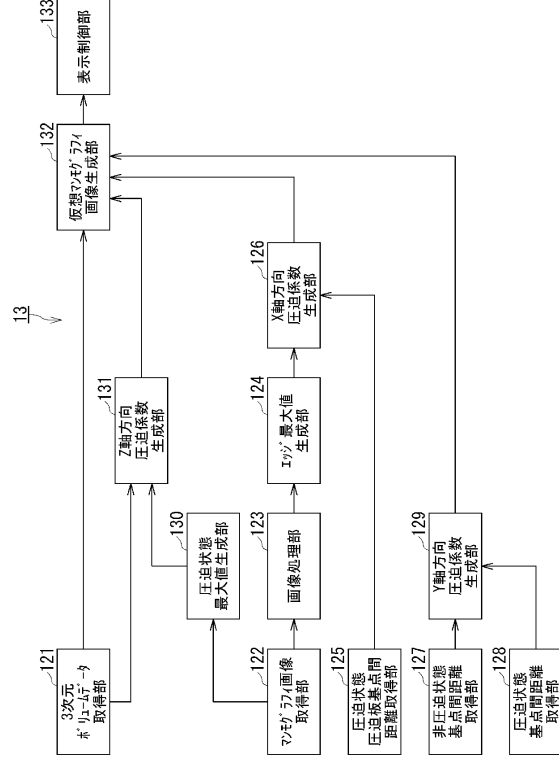 13
121
3次元
ﾎﾞﾘｭｰﾑﾃﾞｰﾀ
取得部
122
ﾏﾝﾓｸﾞﾗﾌｨ画像
取得部
125
圧迫状態
圧迫板基点間
距離取得部
127
非圧迫状態
基点間距離
取得部
128
圧迫状態
基点間距離
取得部
130
圧迫状態
最大値生成部
123
画像処理部
129
Y軸方向
圧迫係数
生成部
131
Z軸方向
圧迫係数
生成部
124
ｴｯｼﾞ最大値
生成部
126
X軸方向
圧迫係数
生成部
132
仮想ﾏﾝﾓｸﾞﾗﾌｨ
画像生成部
133
表示制御部